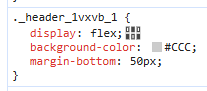 ._header_1vxvb_1 {
display: flex;
background-color: #CCC;
margin-bottom: 50px;
}